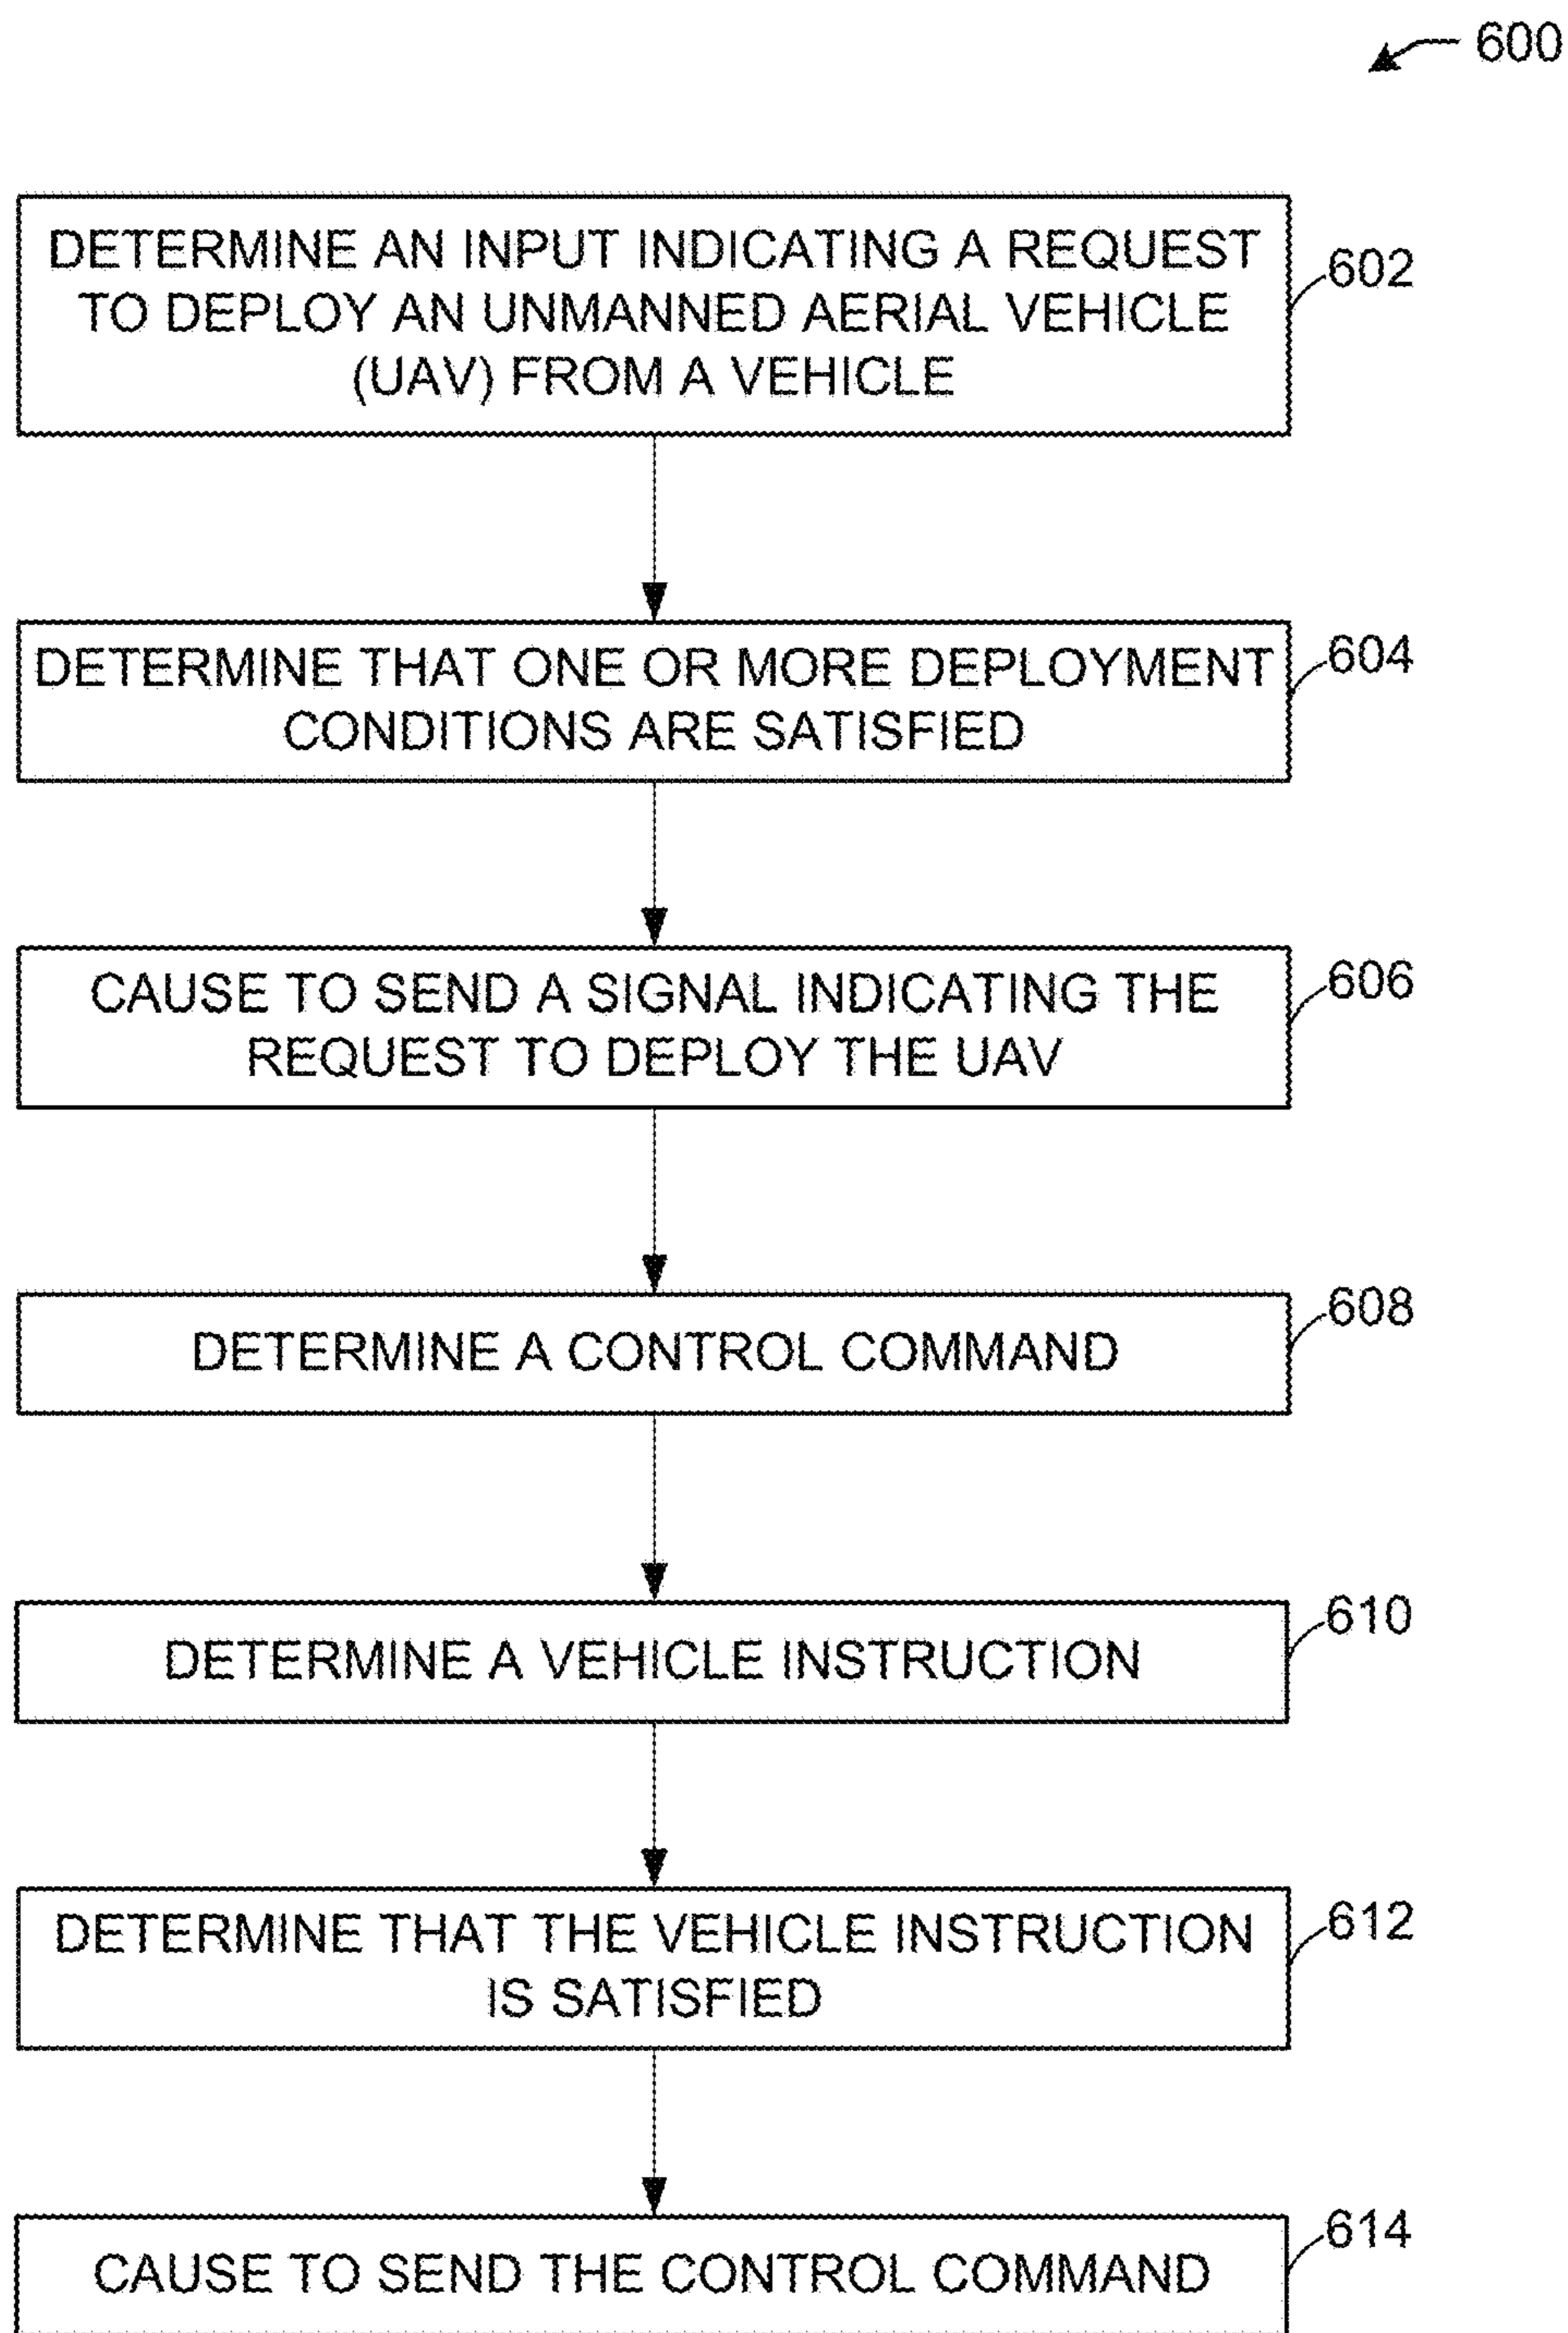 600
DETERMINE AN INPUT INDICATING A REQUEST
TO DEPLOY AN UNMANNED AERIAL VEHICLE
(UAV) FROM A VEHICLE
602
DETERMINE THAT ONE OR MORE DEPLOYMENT
CONDITIONS ARE SATISFIED
604
CAUSE TO SEND A SIGNAL INDICATING THE
REQUEST TO DEPLOY THE UAV
606
DETERMINE A CONTROL COMMAND
608
DETERMINE A VEHICLE INSTRUCTION
610
DETERMINE THAT THE VEHICLE INSTRUCTION
IS SATISFIED
612
CAUSE TO SEND THE CONTROL COMMAND
614